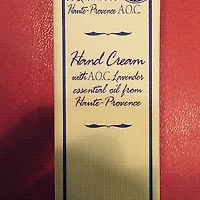 Haute-Provence A.O.C.
Hand Cream
with A.O.C. Lavender
essential oil from
Haute-Provence